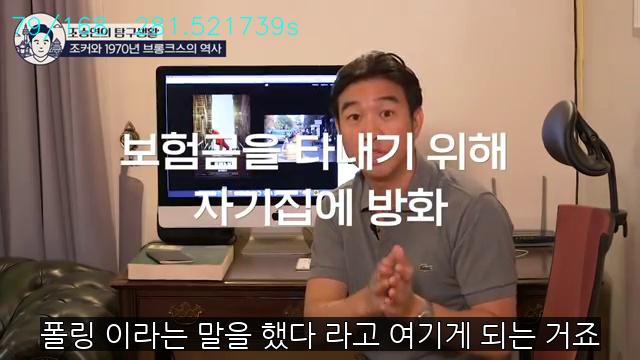 79/168 281.521739s
조승연의 탐구생활
조커와 1970년 브롱크스의 역사
보험금을 타내기 위해
자기집에 방화
폴링 이라는 말을 했다 라고 여기게 되는 거죠